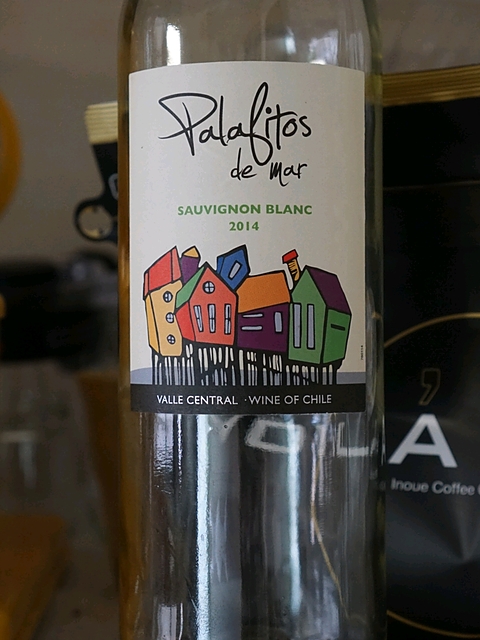 Palafitos
de mar
SAUVIGNON BLANC
2014
VALLE CENTRAL · WINE OF CHILE
Á
Inoue Coffee